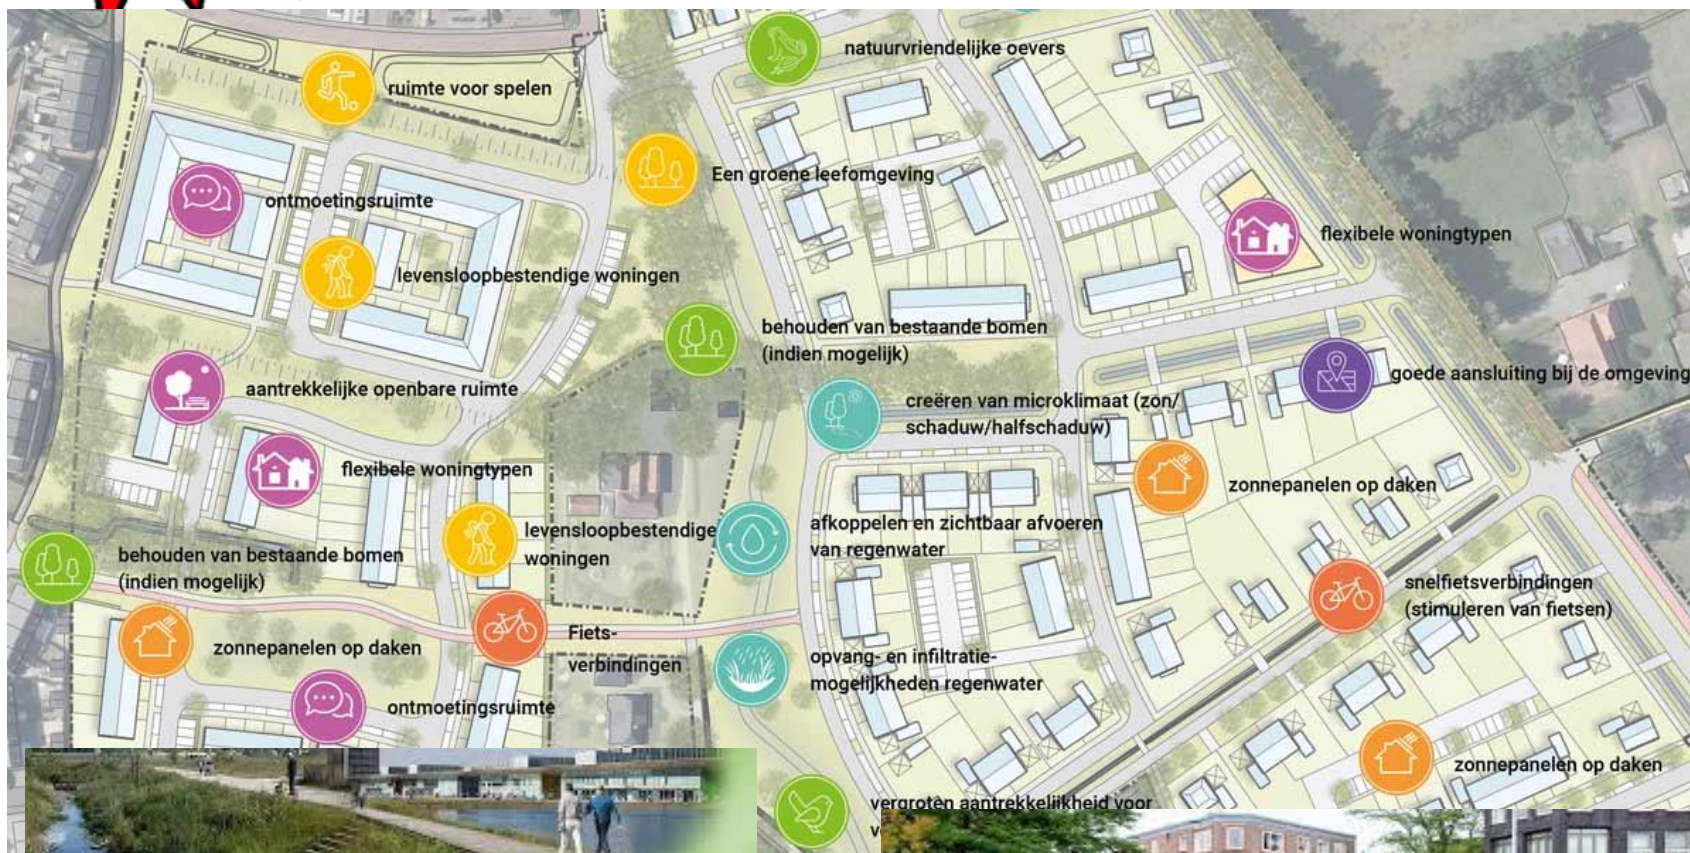 natuurvriendelijke oevers
ruimte voor spelen
Een groene leefomgeving
ontmoetingsruimte
flexibele woningtypen
levensloopbestendige woningen
behouden van bestaande bomen
(indien mogelijk)
goede aansluiting bij de omgeving
aantrekkelijke openbare ruimte
creëren van microklimaat (zon/
schaduw/halfschaduw)
flexibele woningtypen
zonnepanelen op daken
levensloopbestendige
woningen
afkoppelen en zichtbaar afvoeren
van regenwater
behouden van bestaande bomen
(indien mogelijk)
snelfietsverbindingen
(stimuleren van fietsen)
Fiets-
verbindingen
zonnepanelen op daken
opvang- en infiltratie-
mogelijkheden regenwater
ontmoetingsruimte
zonnepanelen op daken
vergroten aantrekkelijkheid voor